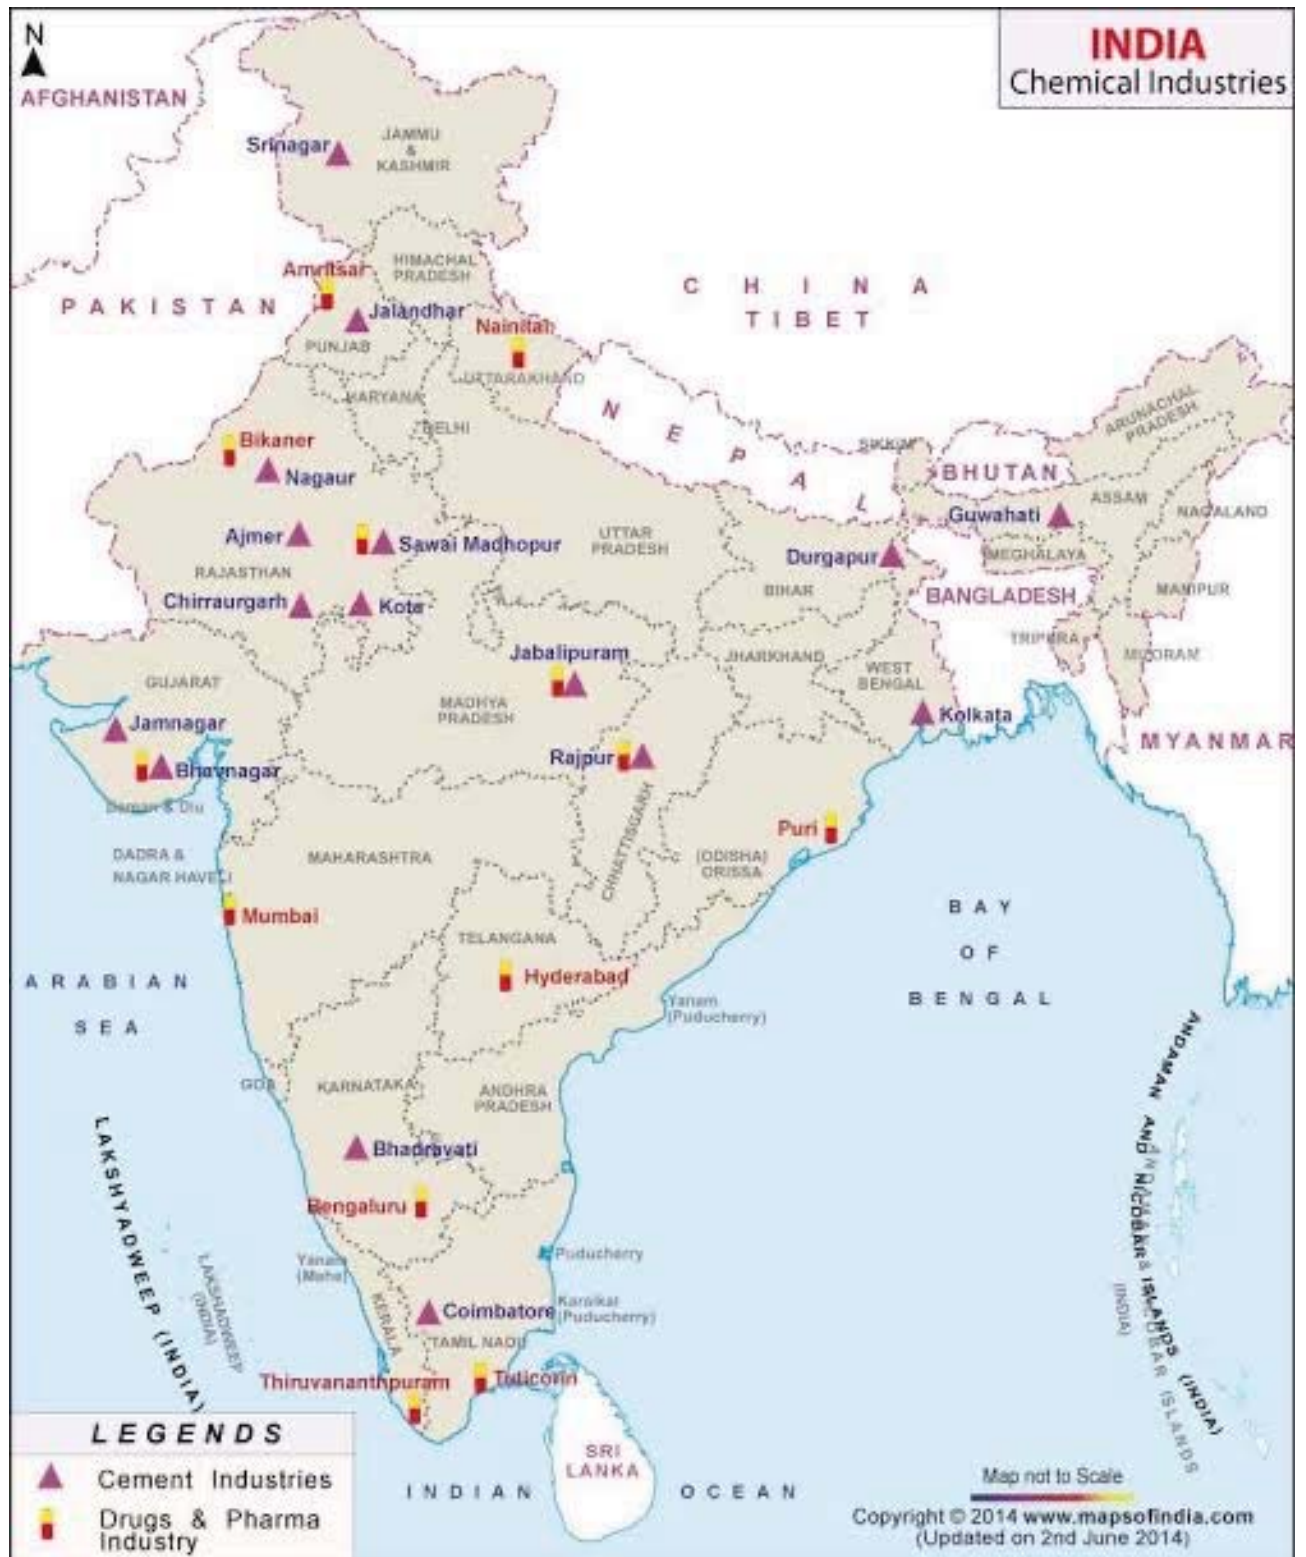 INDIA
Chemical Industries
N
AFGHANISTAN
Srinagar
JAMMU
&
KASHMIR
HIMACHAL
PRADESH
Amritsar
PAKISTAN
Jalandhar
PUNJAB
CHINA
TIBET
Nainital
UTTARAKHAND
KARYANA
DELHI
NEPAL
SIKKIM
BHUTAN
ARUNACHAL
PRADESH
ASSAM
NAGALAND
Bikaner
Nagaur
Guwahati
Ajmer
Sawai Madhopur
UTTAR
PRADESH
Durgapur
MEGHALAYA
RAJASTHAN
BIHAR
MANIPUR
BANGLADESH
Chirraurgarh
Kota
TRIPURA
Jabalipuram
JHARKHAND
WEST
BENGAL
GUJARAT
MADHYA
PRADESH
Jamnagar
Kolkata
MYANMAR
Rajpur
Bhavnagar
Daman & Diu
Puri
DADRA &
NAGAR HAVELI
MAHARASHTRA
CHHATTISGARH
(ODISHA)
ORISSA
Mumbai
BAY
OF
BENGAL
TELANGANA
Hyderabad
ARABIAN
SEA
Yanam
(Puducherry)
GOA
KARNATAKA
ANDHRA
PRADESH
Bhadravati
Bengaluru
LAKSHYADWEEP (INDIA)
LAKSHADWEEP
(INDIA)
Yanam
(Mahe)
Puducherry
KERALA
Coimbatore
Karaikal
(Puducherry)
TAMIL NADU
ANDAMAN AND NICOBAR ISLANDS (INDIA)
(INDIA)
Thiruvananthpuram
Tuticorin
SRI
LANKA
INDIAN OCEAN
LEGENDS
Cement Industries
Drugs & Pharma
Industry
Map not to Scale
Copyright © 2014 www.mapsofindia.com
(Updated on 2nd June 2014)